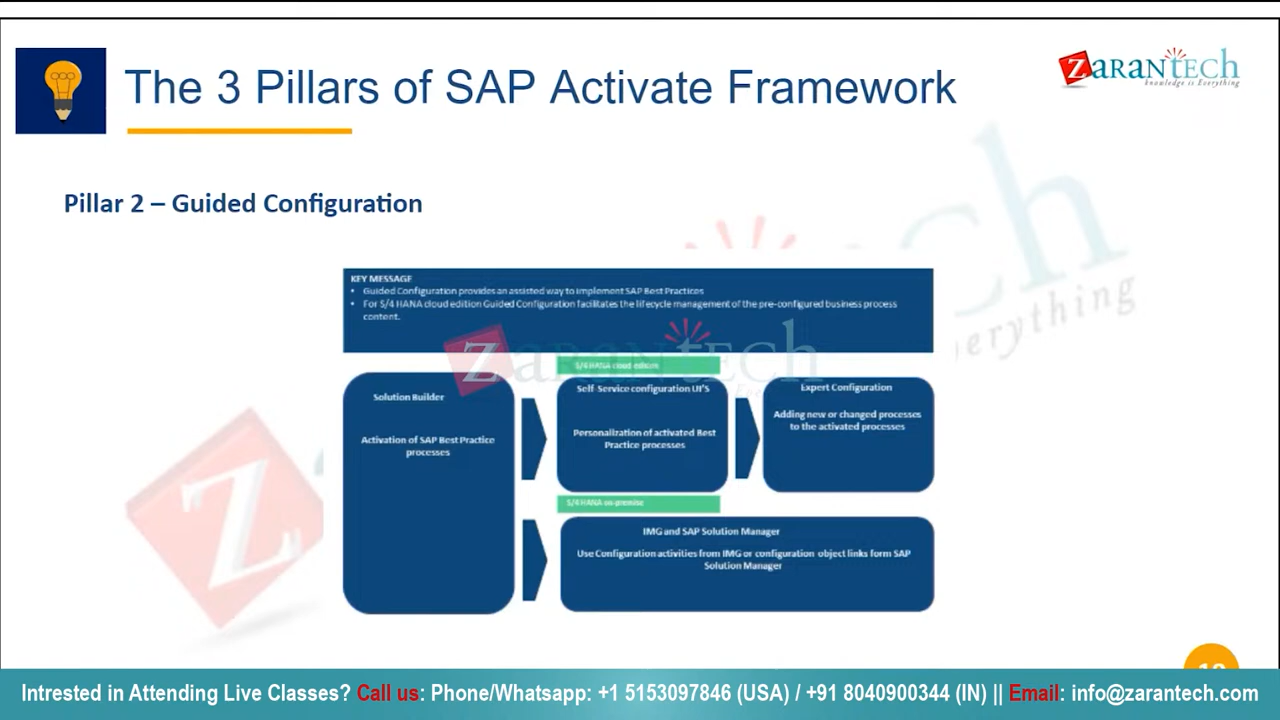 The 3 Pillars of SAP Activate Framework
ZaranTech
knowledge is Everything
Pillar 2 – Guided Configuration
KEY MESSAGE
• Guided Configuration provides an assisted way to implement SAP Best Practices
• For S/4 HANA cloud edition Guided Configuration facilitates the lifecycle management of the pre-configured business process
content.
ZaranTech
S/4 HANA cloud edition
Solution Builder
Activation of SAP Best Practice
processes
Self-Service configuration UI'S
Personalization of activated Best
Practice processes
Expert Configuration
Adding new or changed processes
to the activated processes
S/4 HANA on-premise
IMG and SAP Solution Manager
Use Configuration activities from IMG or configuration object links form SAP
Solution Manager
Intrested in Attending Live Classes? Call us: Phone/Whatsapp: +1 5153097846 (USA) / +91 8040900344 (IN) || Email: info@zarantech.com